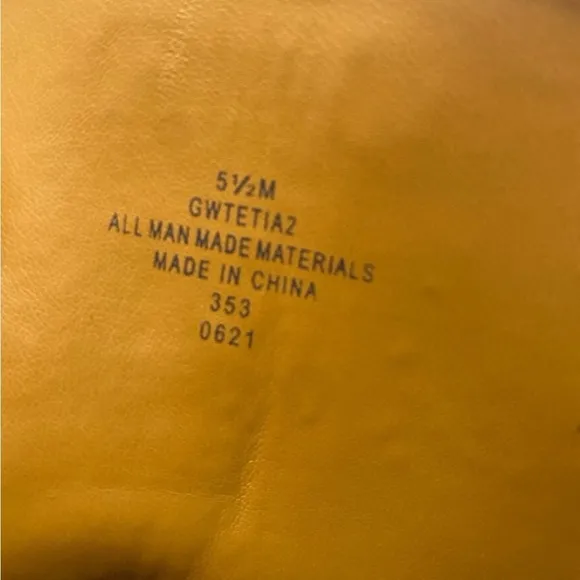 5½M
GWTETIA2
ALL MAN MADE MATERIALS
MADE IN CHINA
353
0621